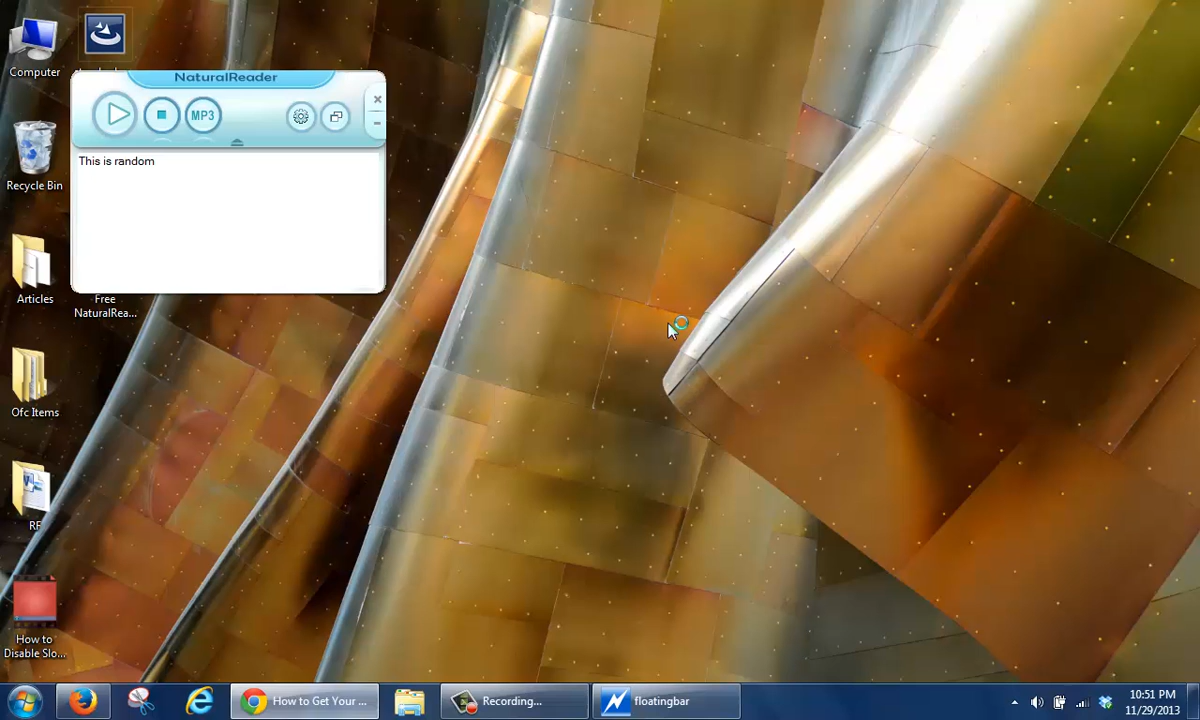 Computer
NaturalReader
MP3
This is random
Recycle Bin
Articles
Free
NaturalRea...
Ofc Items
RF
How to
Disable Slo...
How to Get Your ...
Recording...
floatingbar
10:51 PM
11/29/2013